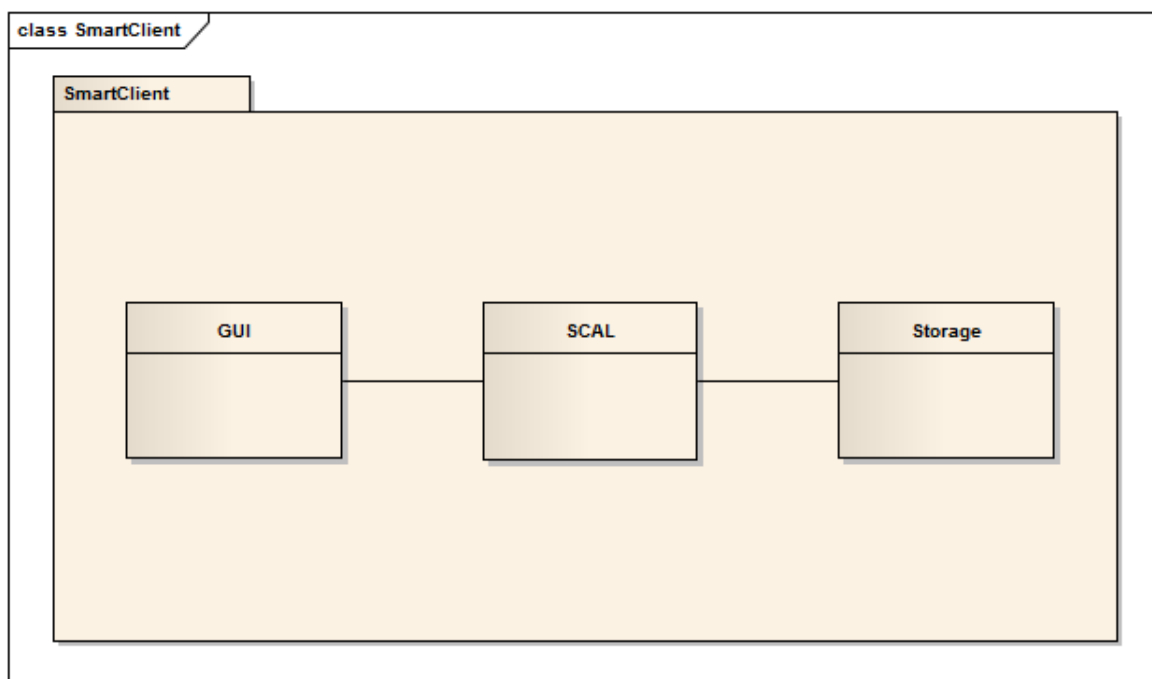 class SmartClient
SmartClient
GUI
SCAL
Storage